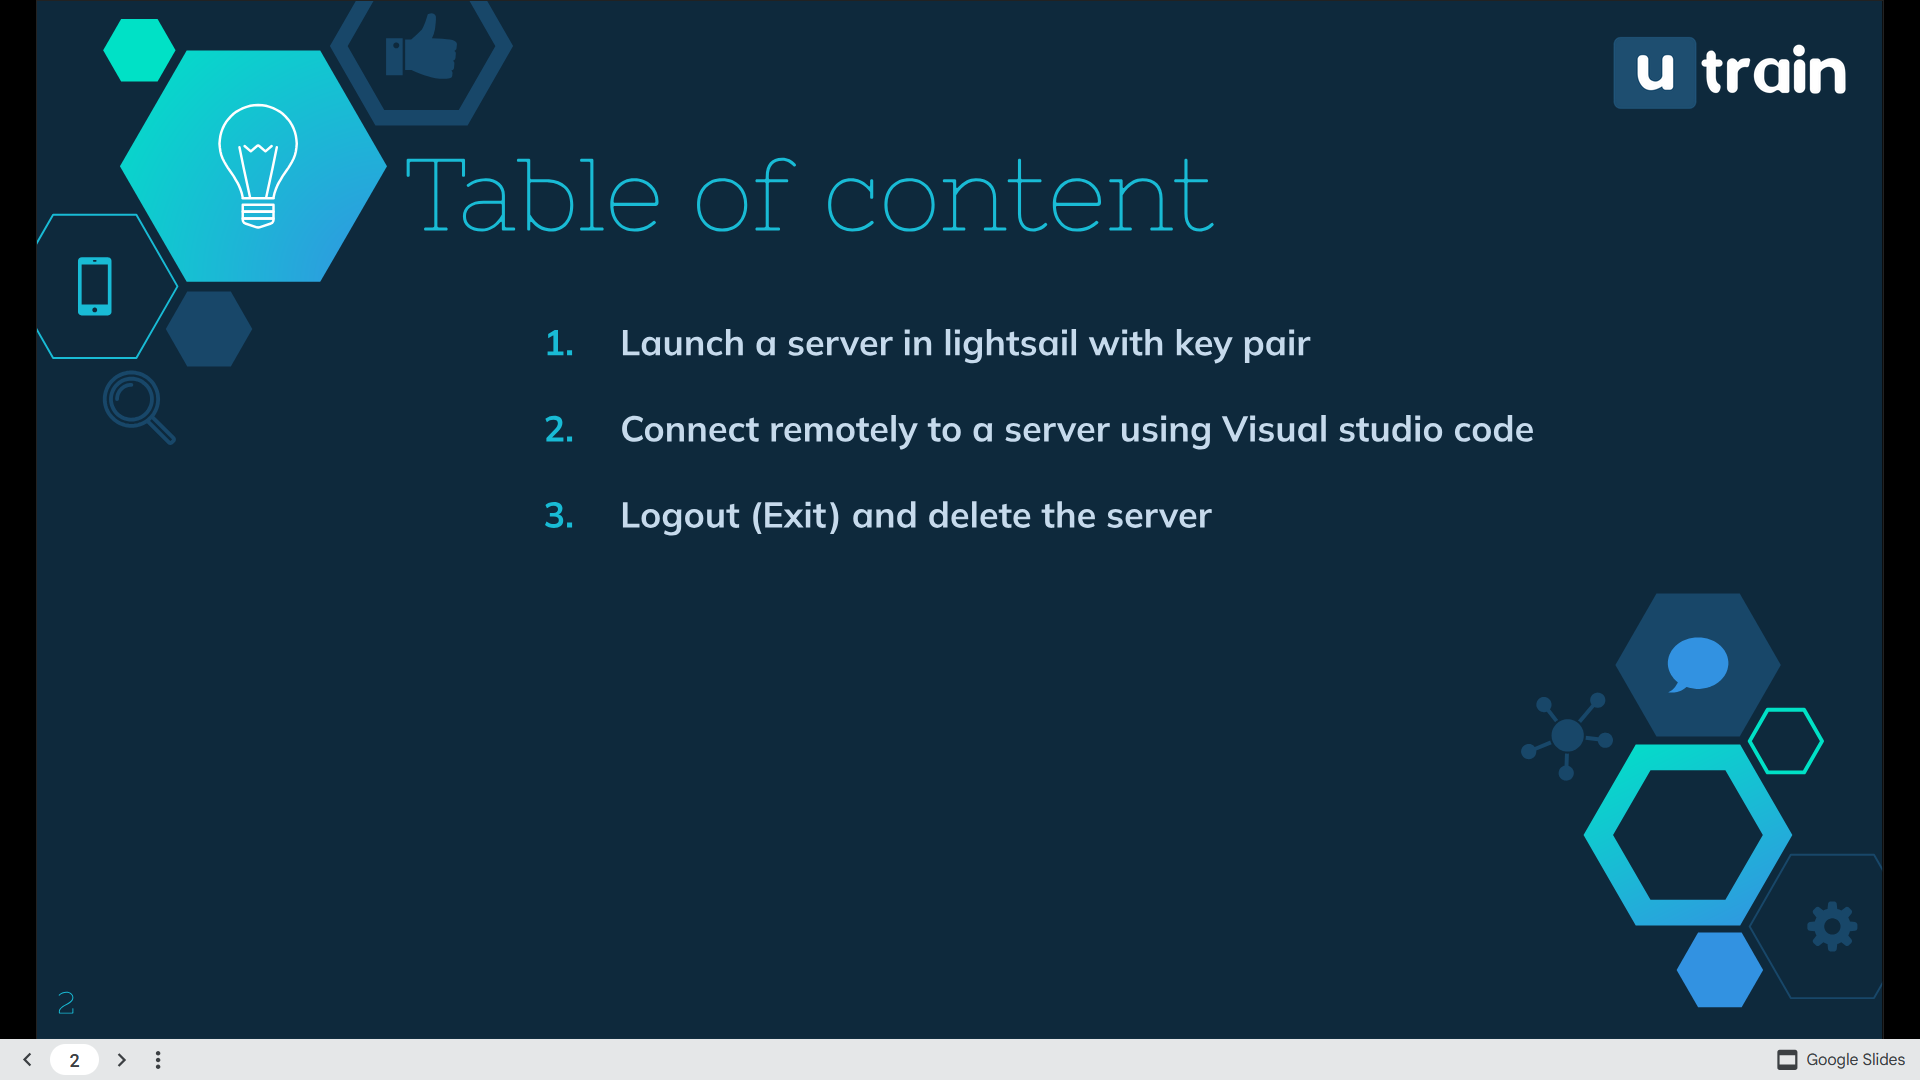 u train
Table of content
1. Launch a server in lightsail with key pair
2. Connect remotely to a server using Visual studio code
3. Logout (Exit) and delete the server
2
2
Google Slides